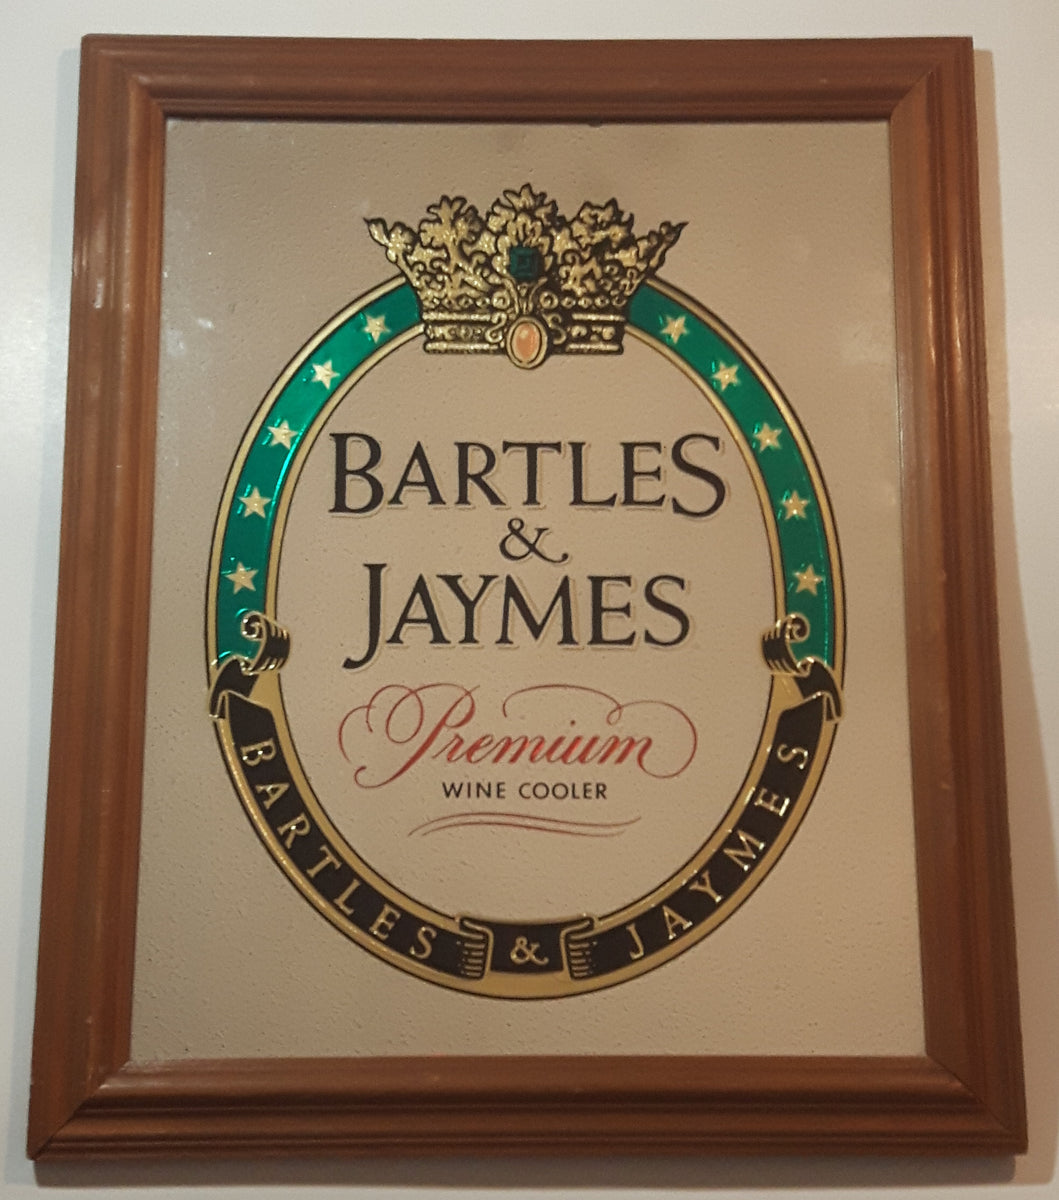 BARTLES
&
JAYMES
Premium
WINE COOLER
BARTLES & JAYMES